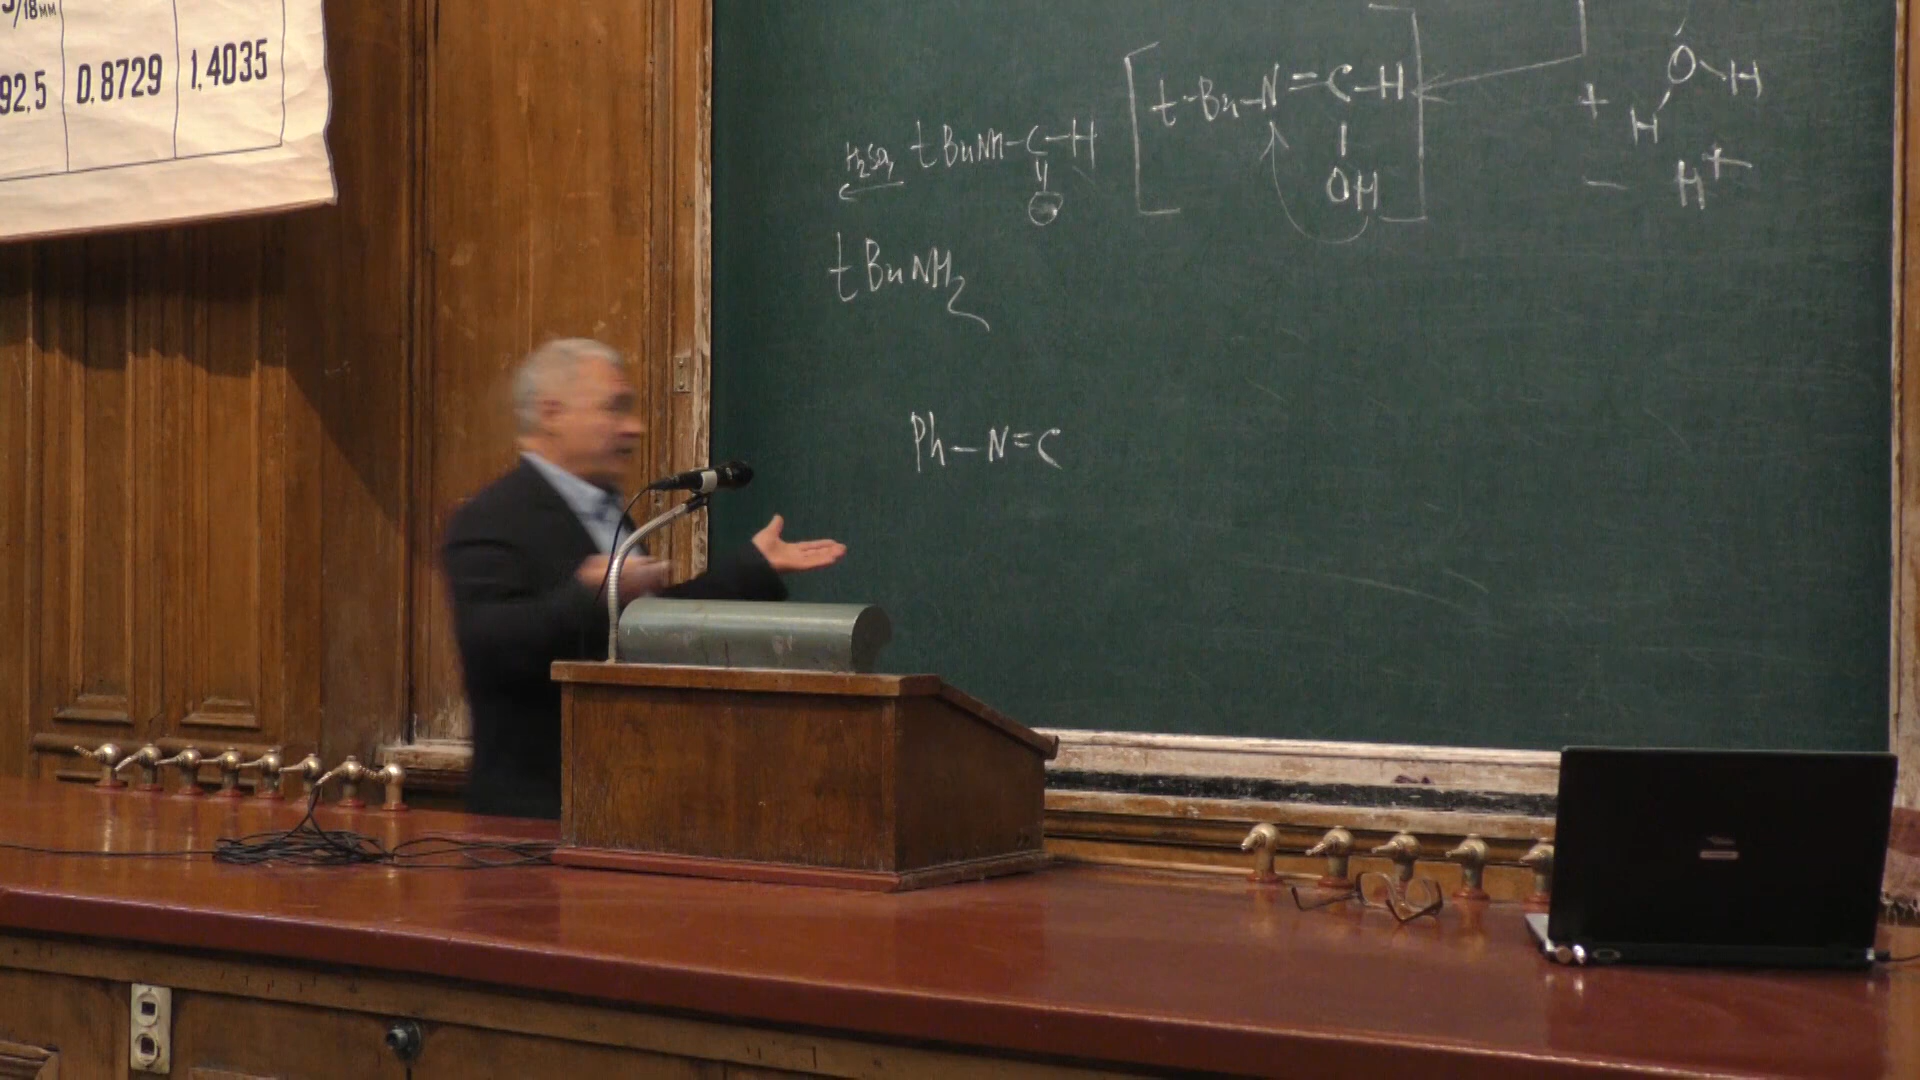 /18мм
92,5 0,8729 1,4035
t-Bu-N=C-H
OH
+ O-H
H
- H+
H2SO4 tBuNH-C-H
O
tBuNH2
Ph-N=C